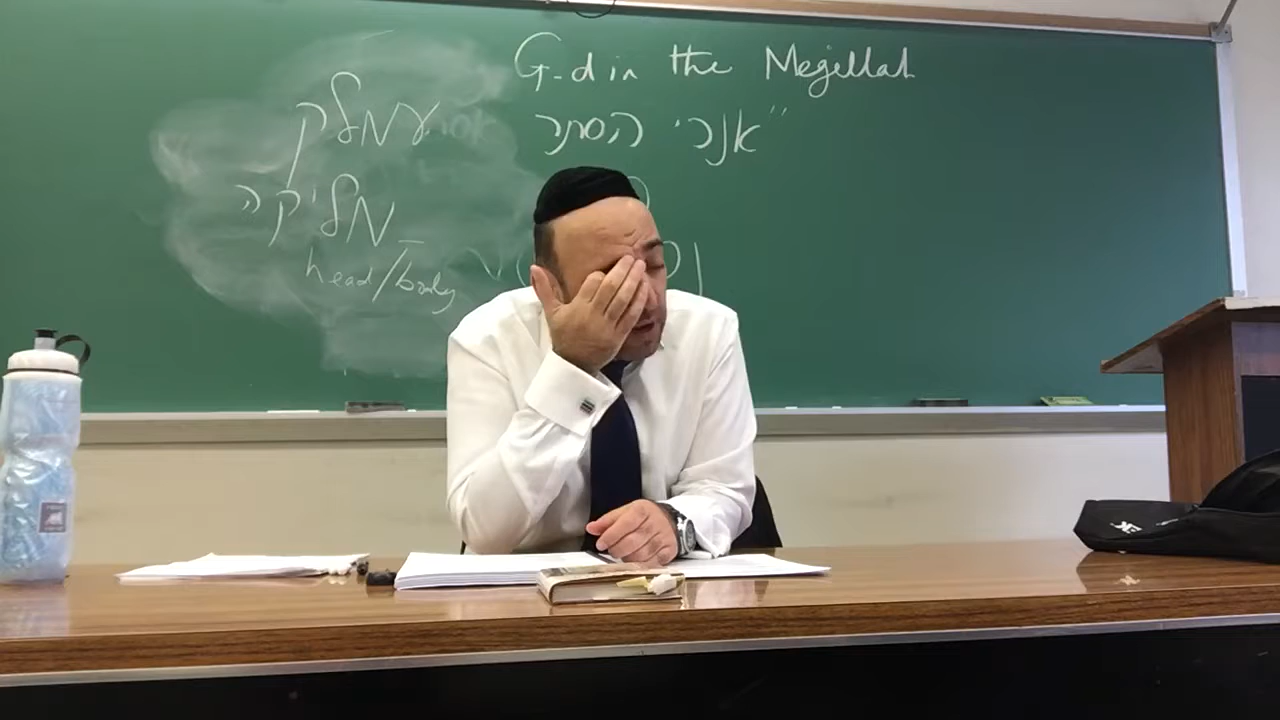 G-d in the Megillah
"אנכי הסתר
עמלק
מליקה
head/body